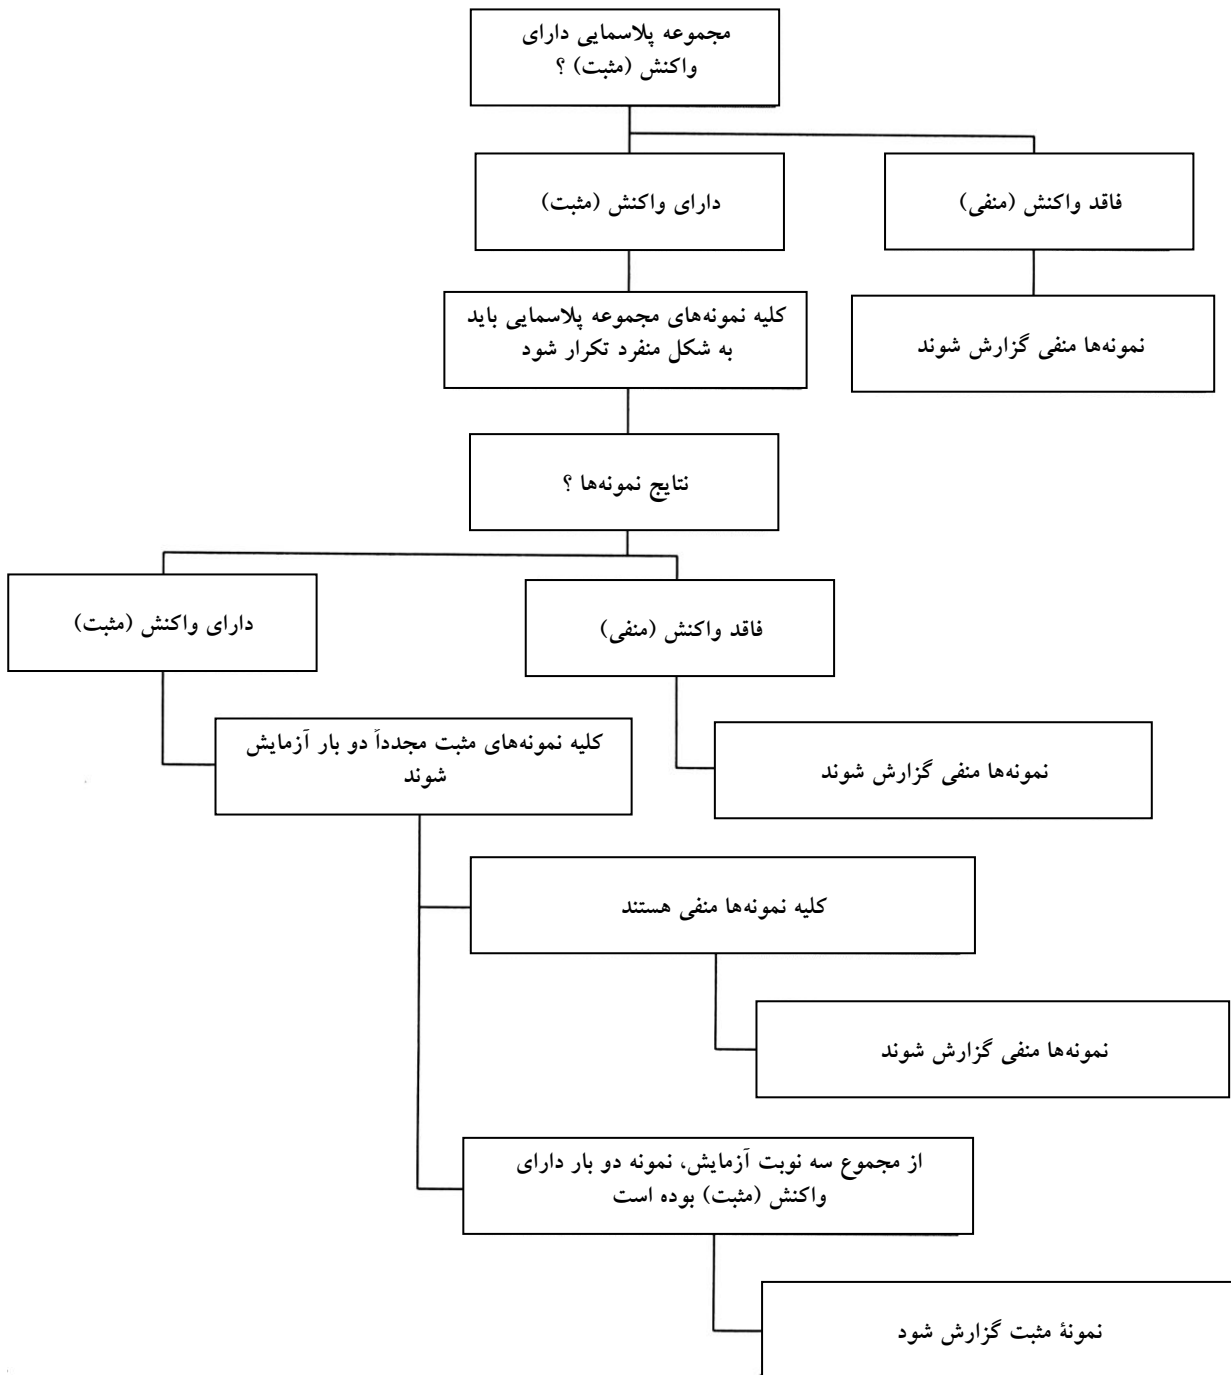 مجموعه پلاسمایی دارای
واکنش (مثبت) ؟
دارای واکنش (مثبت)
فاقد واکنش (منفی)
کلیه نمونه‌های مجموعه پلاسمایی باید
به شکل منفرد تکرار شود
نمونه‌ها منفی گزارش شوند
نتایج نمونه‌ها ؟
دارای واکنش (مثبت)
فاقد واکنش (منفی)
کلیه نمونه‌های مثبت مجدداً دو بار آزمایش
شوند
نمونه‌ها منفی گزارش شوند
کلیه نمونه‌ها منفی هستند
نمونه‌ها منفی گزارش شوند
از مجموع سه نوبت آزمایش، نمونه دو بار دارای
واکنش (مثبت) بوده است
نمونهٔ مثبت گزارش شود